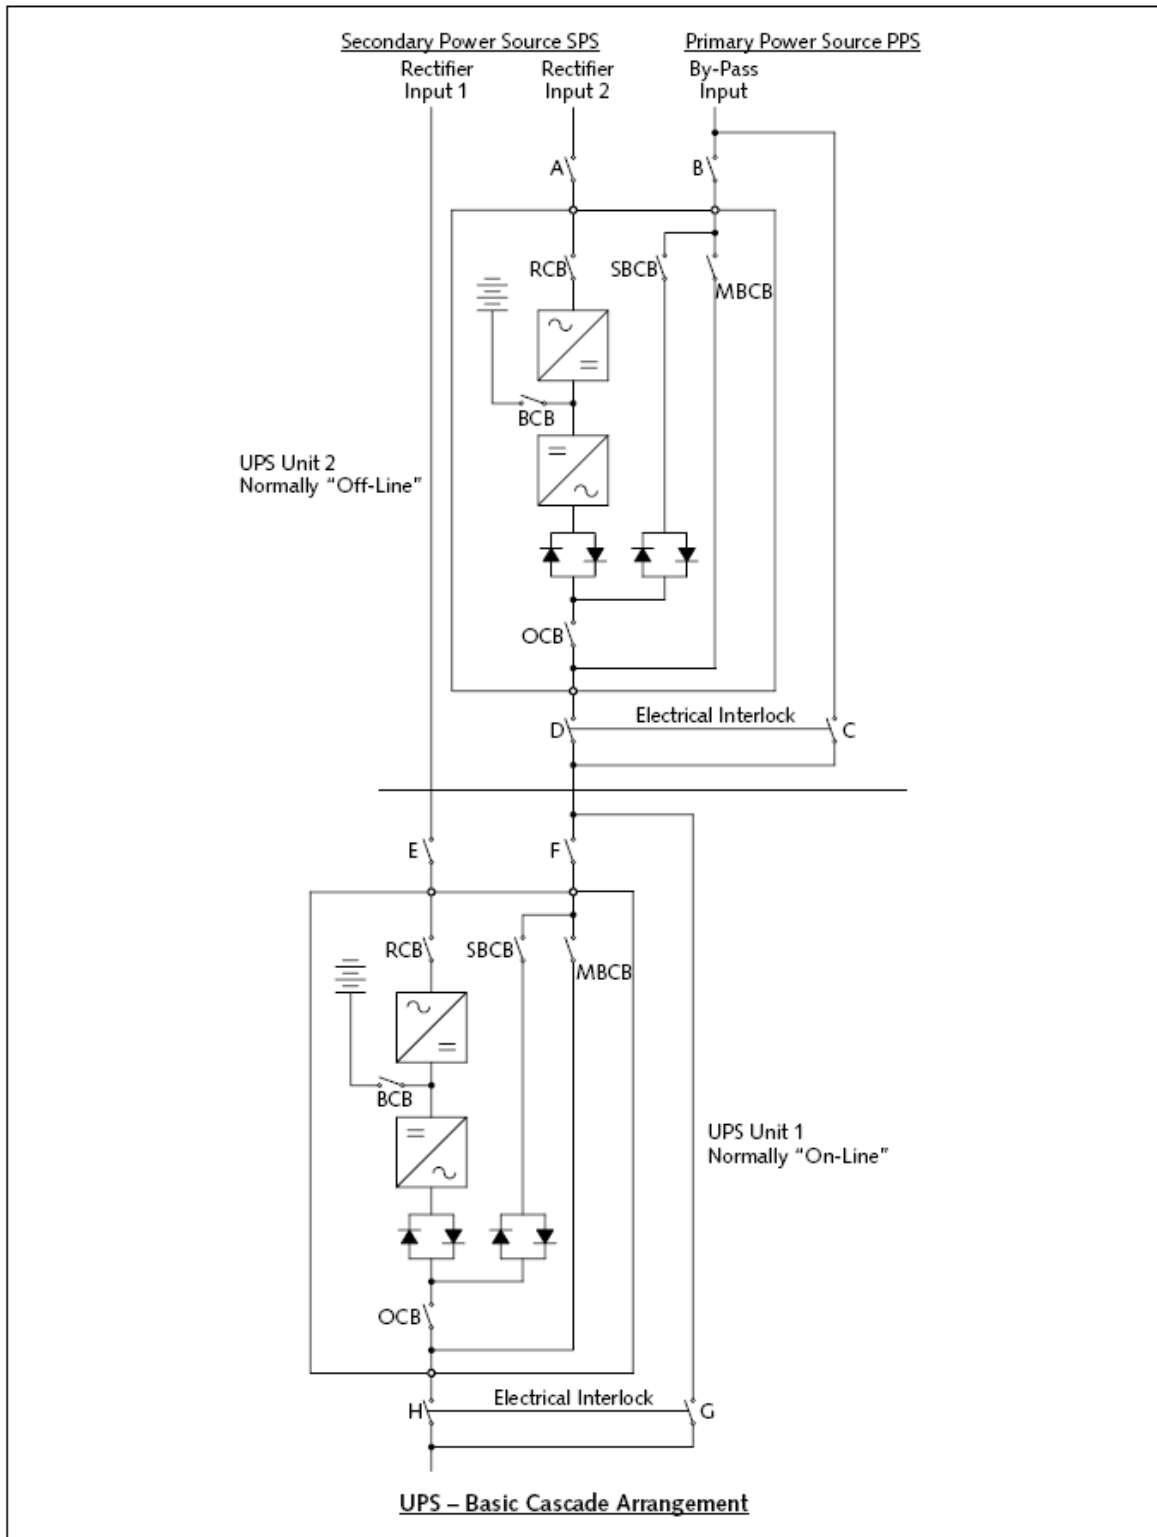 Secondary Power Source SPS
Primary Power Source PPS
Rectifier
Input 1
Rectifier
Input 2
By-Pass
Input
A
B
RCB
SBCB
MBCB
BCB
UPS Unit 2
Normally “Off-Line”
OCB
D
Electrical Interlock
C
E
F
RCB
SBCB
MBCB
BCB
UPS Unit 1
Normally “On-Line”
OCB
H
Electrical Interlock
G
UPS – Basic Cascade Arrangement